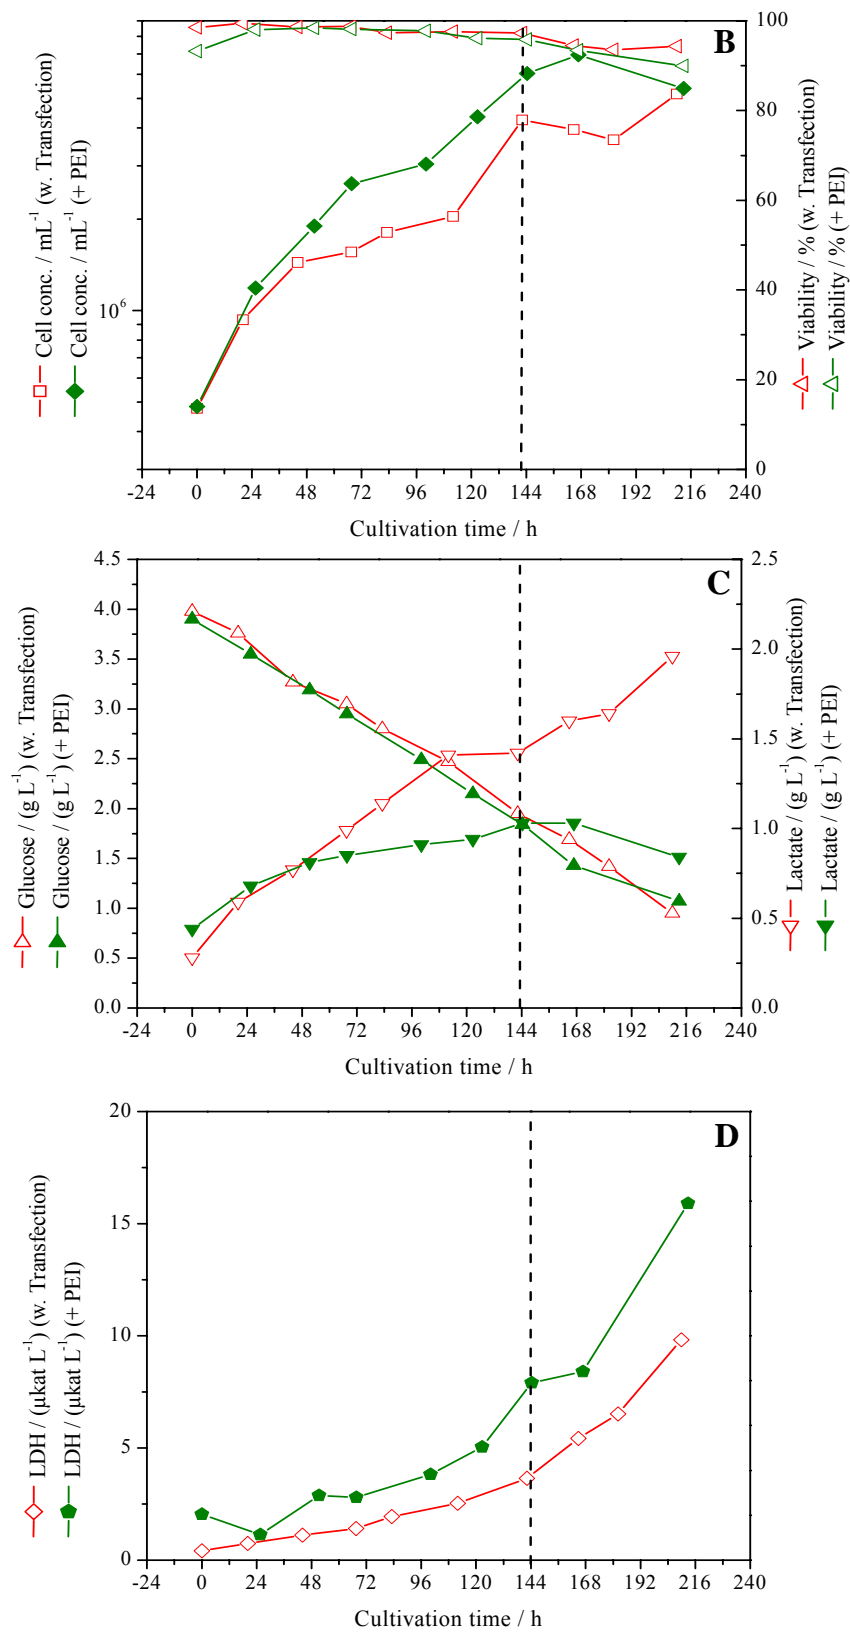 B
Cell conc. / mL⁻¹ (w. Transfection)
Cell conc. / mL⁻¹ (+ PEI)
10⁶
100
80
60
40
20
0
Viability / % (w. Transfection)
Viability / % (+ PEI)
-24 0 24 48 72 96 120 144 168 192 216 240
Cultivation time / h
C
Glucose / (g L⁻¹) (w. Transfection)
Glucose / (g L⁻¹) (+ PEI)
4.5
4.0
3.5
3.0
2.5
2.0
1.5
1.0
0.5
0.0
2.5
2.0
1.5
1.0
0.5
0.0
Lactate / (g L⁻¹) (w. Transfection)
Lactate / (g L⁻¹) (+ PEI)
-24 0 24 48 72 96 120 144 168 192 216 240
Cultivation time / h
D
LDH / (µkat L⁻¹) (w. Transfection)
LDH / (µkat L⁻¹) (+ PEI)
20
15
10
5
0
-24 0 24 48 72 96 120 144 168 192 216 240
Cultivation time / h